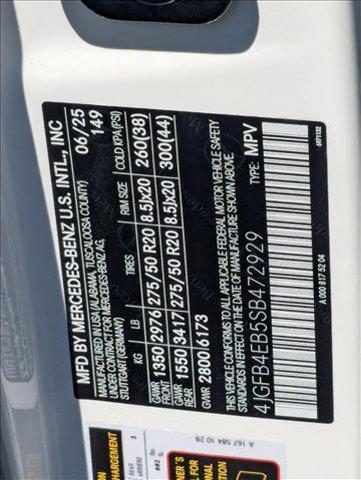 MFD BY MERCEDES-BENZ U.S. INTL., INC
MANUFACTURED IN USA (ALABAMA, TUSCALOOSA COUNTY)
UNDER CONTRACT FOR MERCEDES-BENZ AG,
STUTTGART (GERMANY)
06/25
149
KG LB TIRES RIM SIZE COLD KPA (PSI)
GAWR FRONT 1350 2976 275/50 R20 8.5Jx20 260(38)
GAWR REAR 1550 3417 275/50 R20 8.5Jx20 300(44)
GVWR 2800 6173
THIS VEHICLE CONFORMS TO ALL APPLICABLE FEDERAL MOTOR VEHICLE SAFETY
STANDARDS IN EFFECT ON THE DATE OF MANUFACTURE SHOWN ABOVE.
4JGFB4EB5SB472929 MPV
A 000 817 52 04
A 167 584 10 28
CHARGEMENT
REAR
ARRIERE